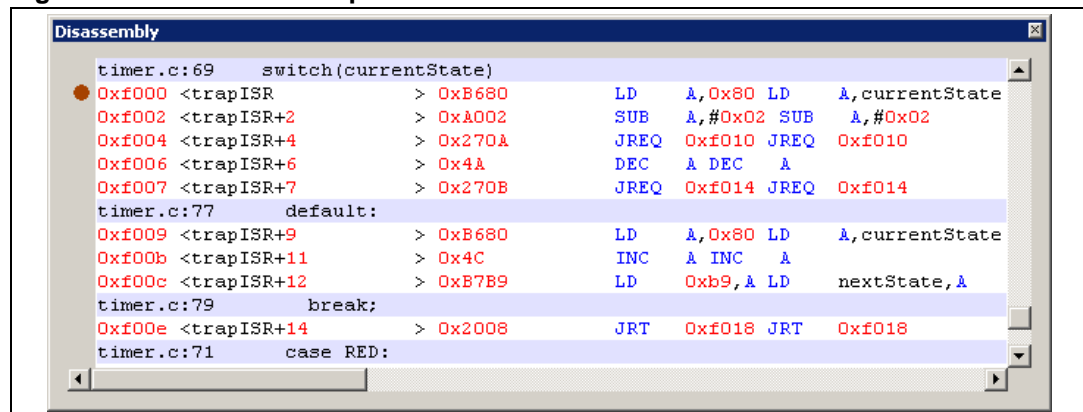 Disassembly
timer.c:69 switch(currentState)
0xf000 <trapISR > 0xB680 LD A,0x80 LD A,currentState
0xf002 <trapISR+2 > 0xA002 SUB A,#0x02 SUB A,#0x02
0xf004 <trapISR+4 > 0x270A JREQ 0xf010 JREQ 0xf010
0xf006 <trapISR+6 > 0x4A DEC A DEC A
0xf007 <trapISR+7 > 0x270B JREQ 0xf014 JREQ 0xf014
timer.c:77 default:
0xf009 <trapISR+9 > 0xB680 LD A,0x80 LD A,currentState
0xf00b <trapISR+11 > 0x4C INC A INC A
0xf00c <trapISR+12 > 0xB7B9 LD 0xb9,A LD nextState,A
timer.c:79 break;
0xf00e <trapISR+14 > 0x2008 JRT 0xf018 JRT 0xf018
timer.c:71 case RED: